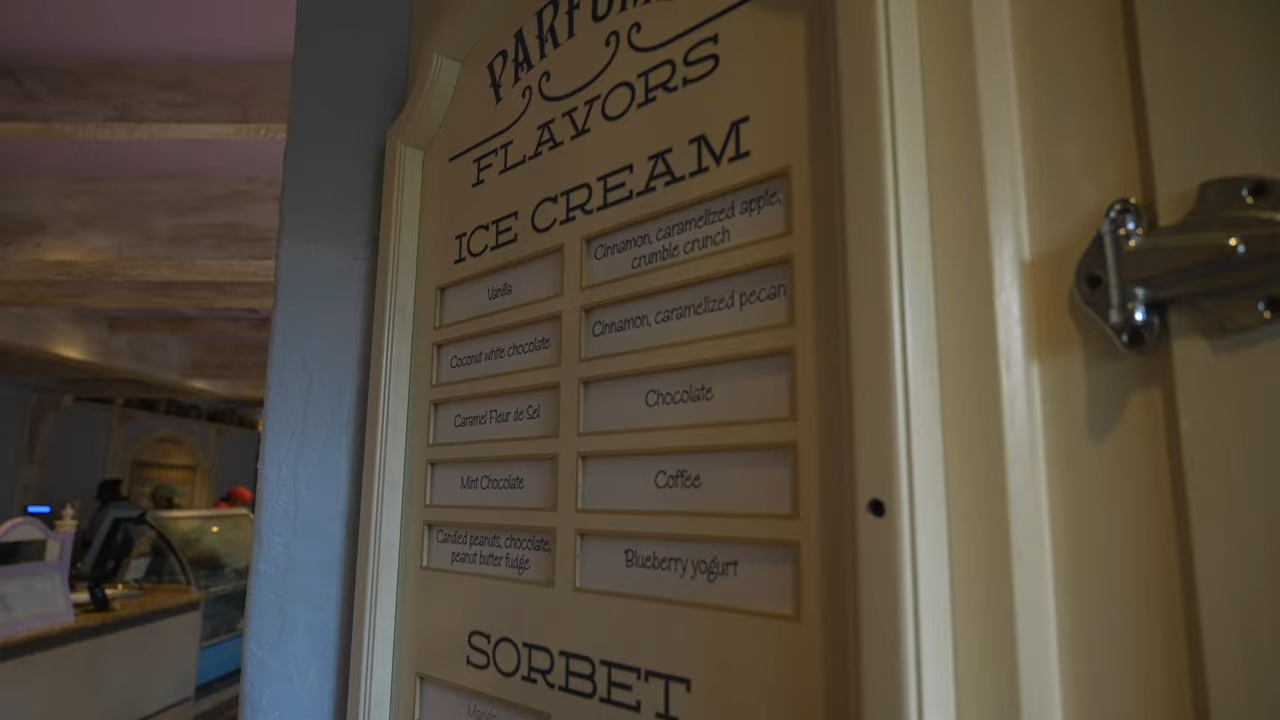 FLAVORS
ICE CREAM
Vanilla
Coconut white chocolate
Caramel Fleur de Sel
Mint Chocolate
Candied peanuts, chocolate,
peanut butter fudge
Cinnamon, caramelized apple,
crumble crunch
Cinnamon, caramelized pecan
Chocolate
Coffee
Blueberry yogurt
SORBET